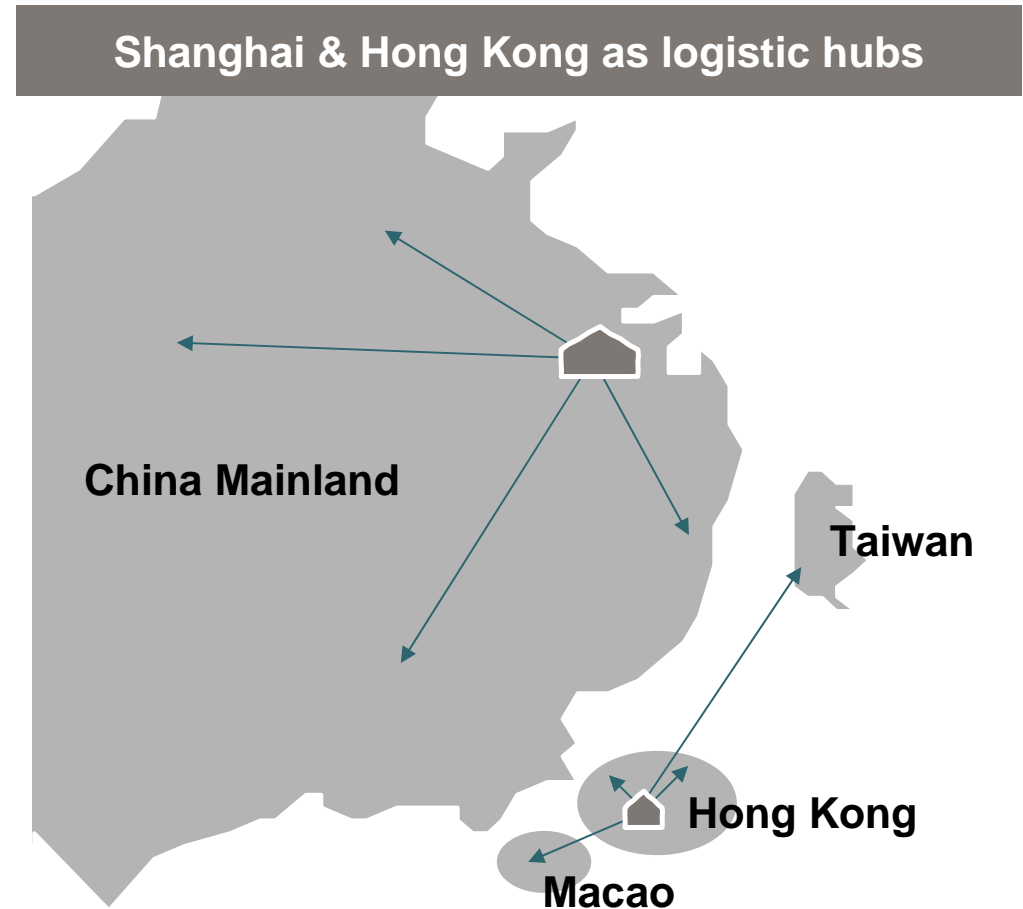 Shanghai & Hong Kong as logistic hubs
China Mainland
Taiwan
Hong Kong
Macao